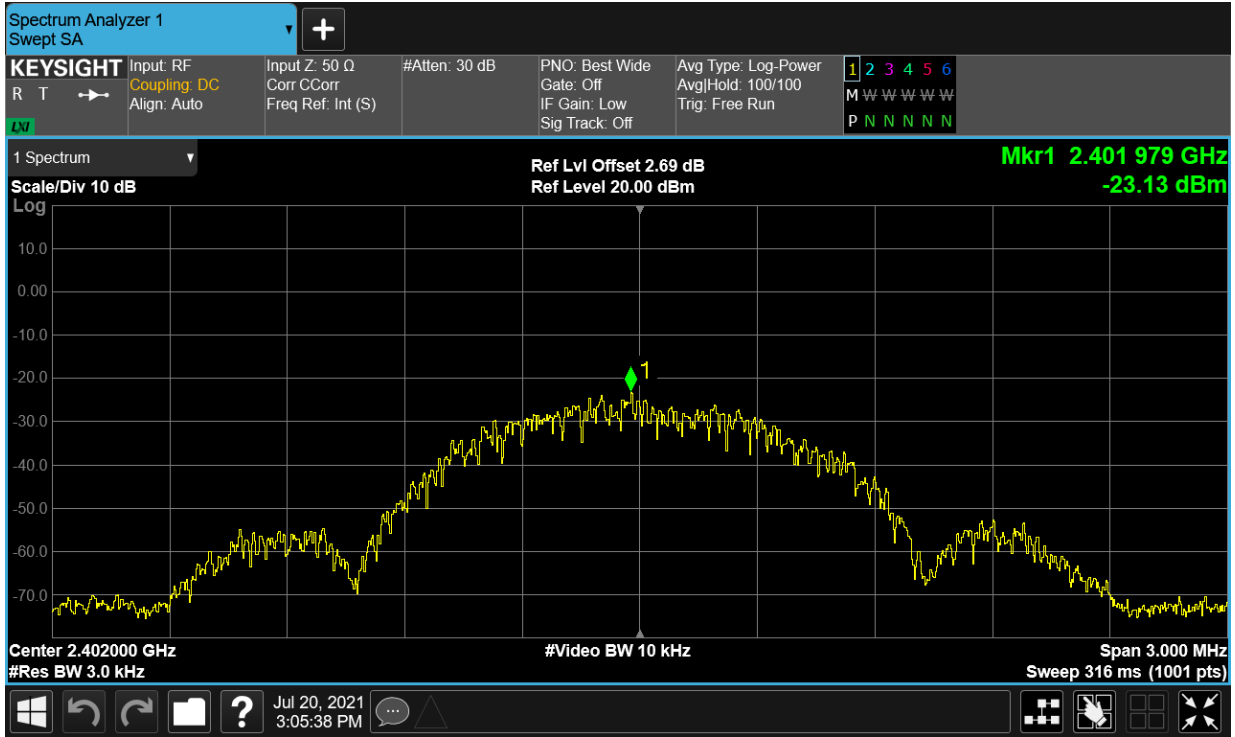 Spectrum Analyzer 1
Swept SA
KEYSIGHT
R T
LXI
Input: RF
Coupling: DC
Align: Auto
Input Z: 50 Ω
Corr CCorr
Freq Ref: Int (S)
#Atten: 30 dB
PNO: Best Wide
Gate: Off
IF Gain: Low
Sig Track: Off
Avg Type: Log-Power
Avg|Hold: 100/100
Trig: Free Run
1 2 3 4 5 6
M W W W W W
P N N N N N
1 Spectrum
Scale/Div 10 dB
Log
Ref Lvl Offset 2.69 dB
Ref Level 20.00 dBm
Mkr1 2.401 979 GHz
-23.13 dBm
10.0
0.00
-10.0
-20.0
-30.0
-40.0
-50.0
-60.0
-70.0
1
Center 2.402000 GHz
#Res BW 3.0 kHz
#Video BW 10 kHz
Span 3.000 MHz
Sweep 316 ms (1001 pts)
?
Jul 20, 2021
3:05:38 PM